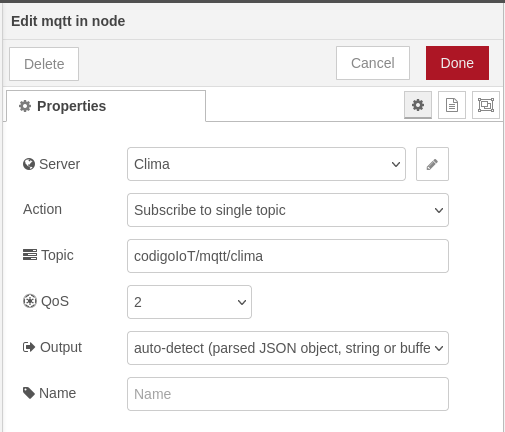 Edit mqtt in node
Delete Cancel Done
Properties
Server Clima
Action Subscribe to single topic
Topic codigoIoT/mqtt/clima
QoS 2
Output auto-detect (parsed JSON object, string or buffe
Name Name